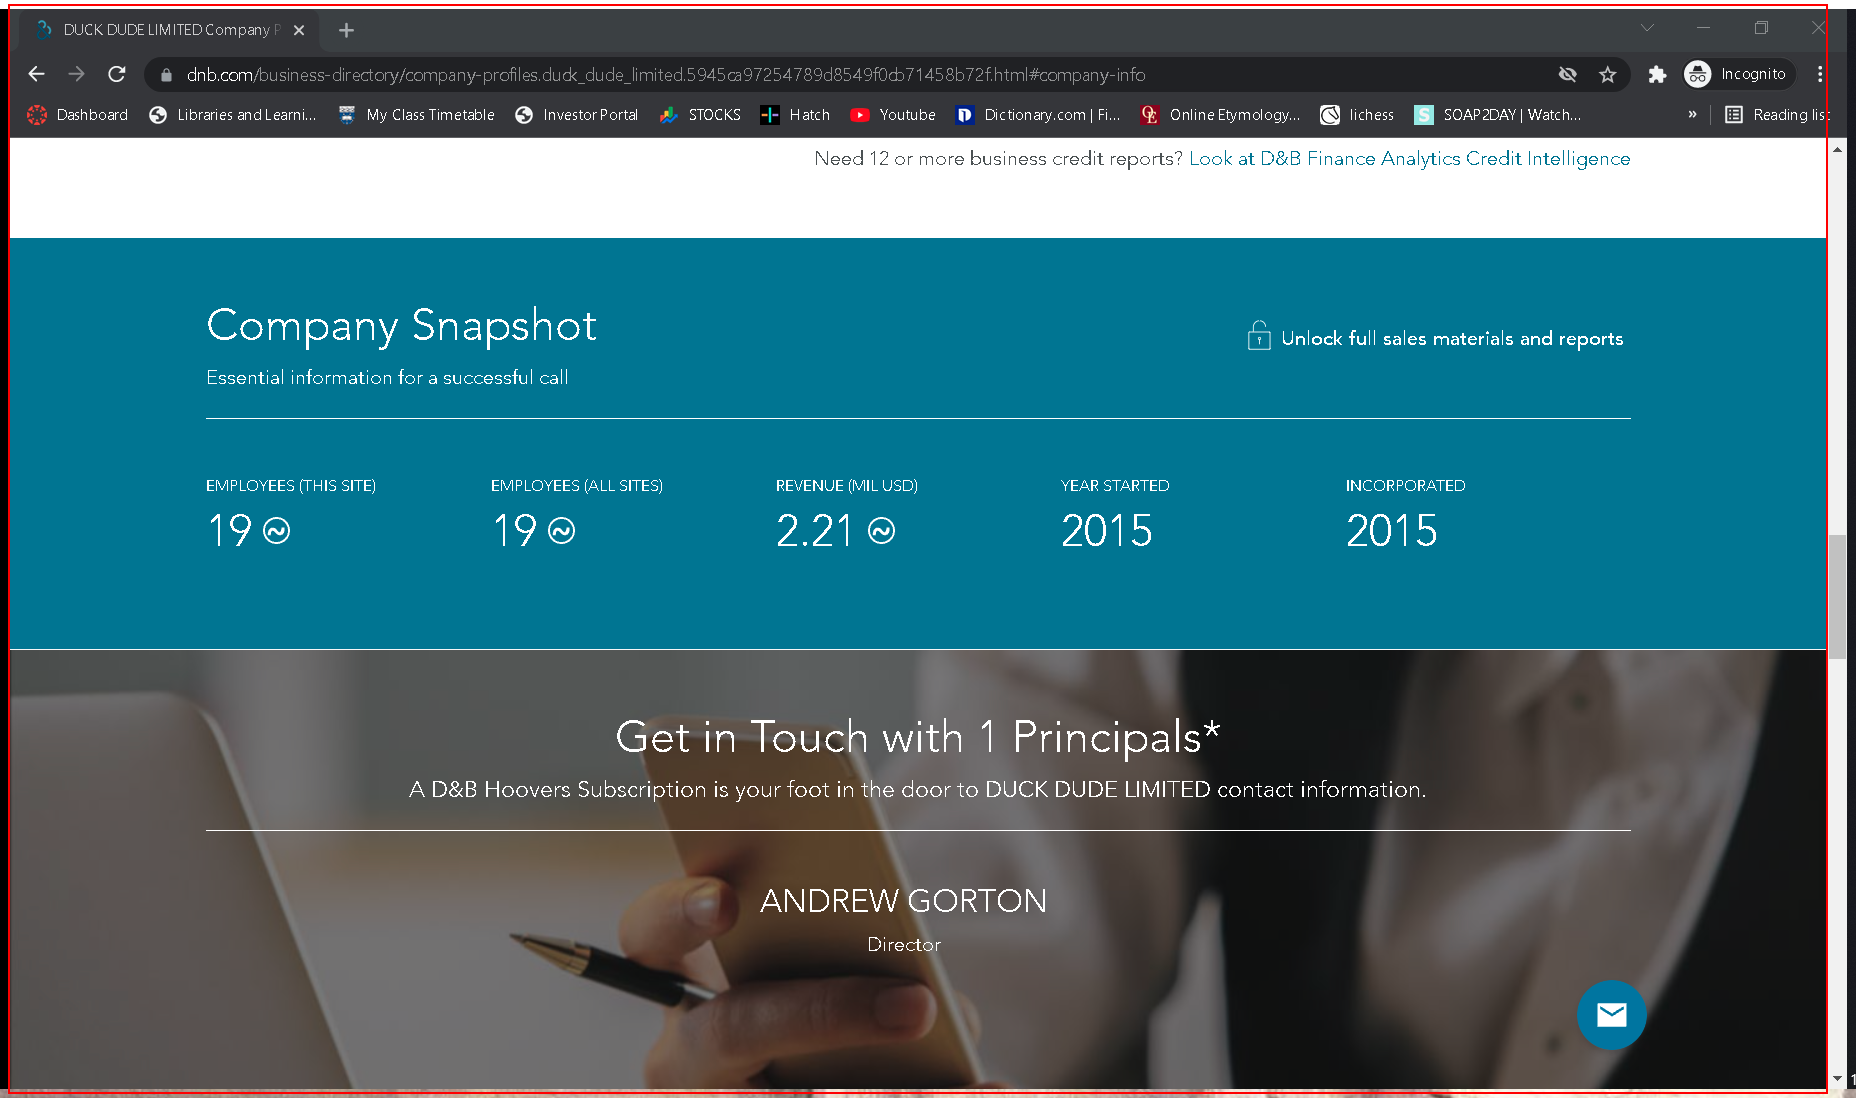 DUCK DUDE LIMITED Company P
dnb.com/business-directory/company-profiles.duck_dude_limited.5945ca97254789d8549f0cb71458b72f.html#company-info
Incognito
Dashboard Libraries and Learni... My Class Timetable Investor Portal STOCKS Hatch Youtube Dictionary.com | Fi... Online Etymology... lichess SOAP2DAY | Watch... » Reading list
Need 12 or more business credit reports? Look at D&B Finance Analytics Credit Intelligence
Company Snapshot
Unlock full sales materials and reports
Essential information for a successful call
EMPLOYEES (THIS SITE) EMPLOYEES (ALL SITES) REVENUE (MIL USD) YEAR STARTED INCORPORATED
19 19 2.21 2015 2015
Get in Touch with 1 Principals*
A D&B Hoovers Subscription is your foot in the door to DUCK DUDE LIMITED contact information.
ANDREW GORTON
Director
1